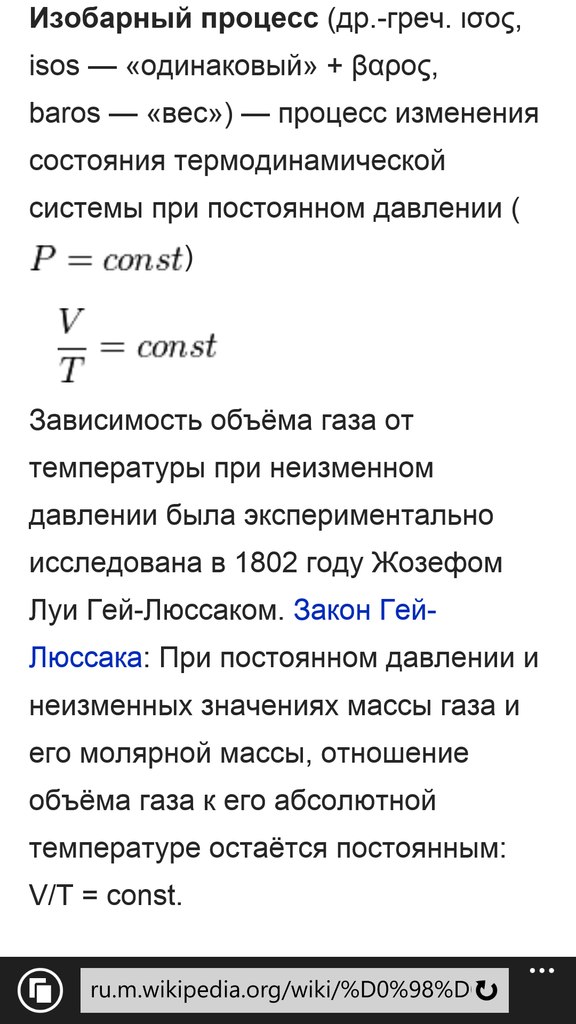 Изобарный процесс (др.-греч. ισος,
isos — «одинаковый» + βαρος,
baros — «вес») — процесс изменения
состояния термодинамической
системы при постоянном давлении (
P = const)
V
T = const
Зависимость объёма газа от
температуры при неизменном
давлении была экспериментально
исследована в 1802 году Жозефом
Луи Гей-Люссаком. Закон Гей-
Люссака: При постоянном давлении и
неизменных значениях массы газа и
его молярной массы, отношение
объёма газа к его абсолютной
температуре остаётся постоянным:
V/T = const.
ru.m.wikipedia.org/wiki/%D0%98%D